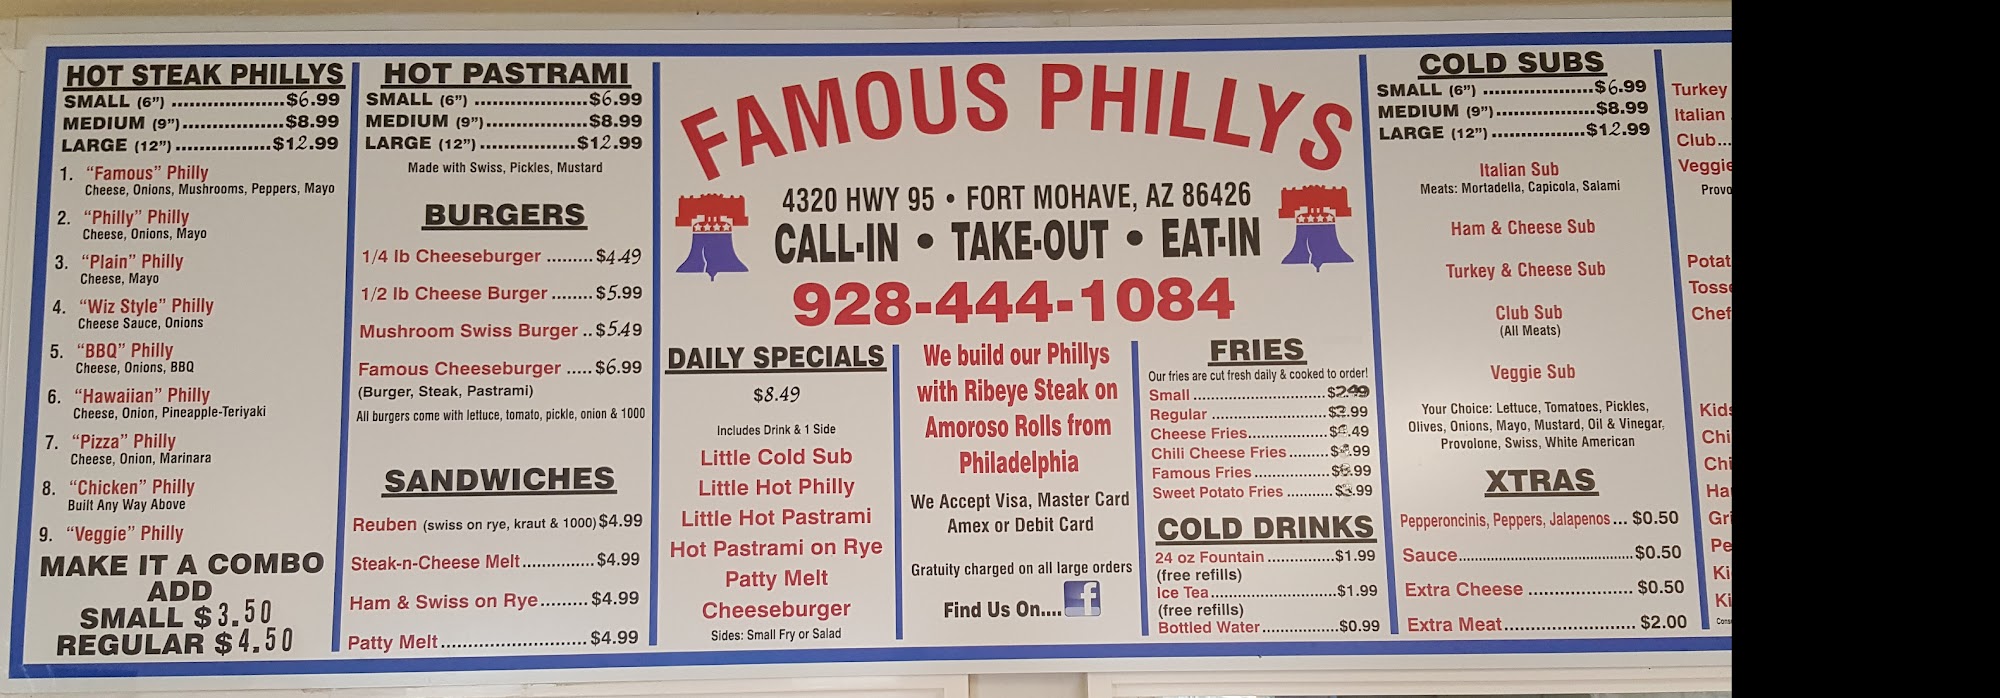 HOT STEAK PHILLYS
SMALL (6") ....................$6.99
MEDIUM (9")..................$8.99
LARGE (12") ..................$12.99
1. "Famous" Philly
Cheese, Onions, Mushrooms, Peppers, Mayo
2. "Philly" Philly
Cheese, Onions, Mayo
3. "Plain" Philly
Cheese, Mayo
4. "Wiz Style" Philly
Cheese Sauce, Onions
5. "BBQ" Philly
Cheese, Onions, BBQ
6. "Hawaiian" Philly
Cheese, Onion, Pineapple-Teriyaki
7. "Pizza" Philly
Cheese, Onion, Marinara
8. "Chicken" Philly
Built Any Way Above
9. "Veggie" Philly
MAKE IT A COMBO
ADD
SMALL $3.50
REGULAR $4.50
HOT PASTRAMI
SMALL (6") ....................$6.99
MEDIUM (9")..................$8.99
LARGE (12") ..................$12.99
Made with Swiss, Pickles, Mustard
BURGERS
1/4 lb Cheeseburger .........$4.49
1/2 lb Cheese Burger ........$5.99
Mushroom Swiss Burger ..$5.49
Famous Cheeseburger .....$6.99
(Burger, Steak, Pastrami)
All burgers come with lettuce, tomato, pickle, onion & 1000
SANDWICHES
Reuben (swiss on rye, kraut & 1000)$4.99
Steak-n-Cheese Melt..............$4.99
Ham & Swiss on Rye.........$4.99
Patty Melt............................$4.99
FAMOUS PHILLYS
4320 HWY 95 • FORT MOHAVE, AZ 86426
CALL-IN • TAKE-OUT • EAT-IN
928-444-1084
DAILY SPECIALS
$8.49
Includes Drink & 1 Side
Little Cold Sub
Little Hot Philly
Little Hot Pastrami
Hot Pastrami on Rye
Patty Melt
Cheeseburger
Sides: Small Fry or Salad
We build our Phillys
with Ribeye Steak on
Amoroso Rolls from
Philadelphia
We Accept Visa, Master Card
Amex or Debit Card
Gratuity charged on all large orders
Find Us On.... f
FRIES
Our fries are cut fresh daily & cooked to order!
Small
Regular
Cheese Fries
Chili Cheese Fries
Famous Fries
Sweet Potato Fries
COLD DRINKS
24 oz Fountain .............$1.99
(free refills)
Ice Tea........................$1.99
(free refills)
Bottled Water...............$0.99
COLD SUBS
SMALL (6") ....................$6.99
MEDIUM (9")..................$8.99
LARGE (12") .................$12.99
Italian Sub
Meats: Mortadella, Capicola, Salami
Ham & Cheese Sub
Turkey & Cheese Sub
Club Sub
(All Meats)
Veggie Sub
Your Choice: Lettuce, Tomatoes, Pickles,
Olives, Onions, Mayo, Mustard, Oil & Vinegar,
Provolone, Swiss, White American
XTRAS
Pepperoncinis, Peppers, Jalapenos... $0.50
Sauce.......................................$0.50
Extra Cheese .................... $0.50
Extra Meat......................... $2.00
Turkey
Italian
Club...
Veggie